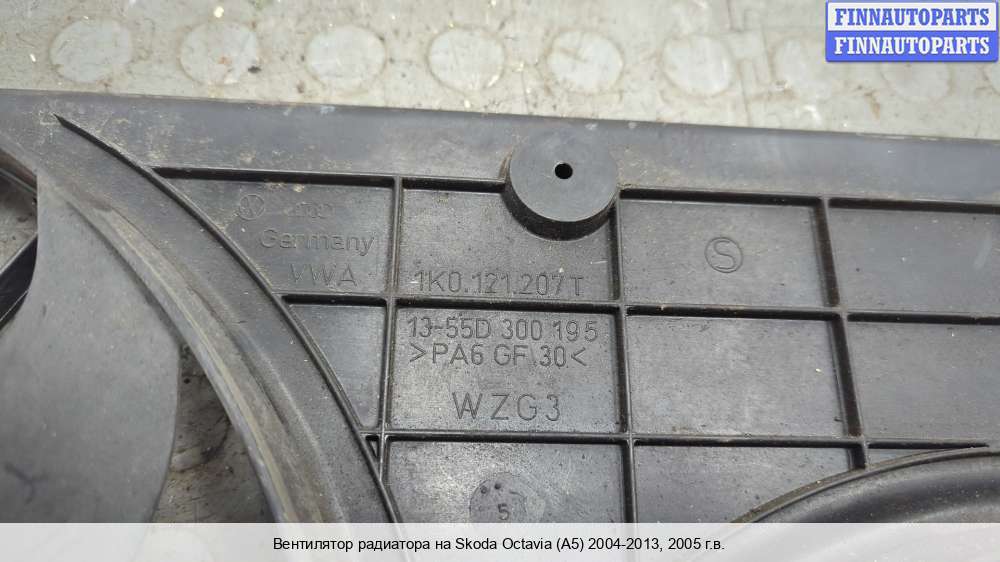 FINNAUTOPARTS
FINNAUTOPARTS
Germany
VWA
1K0.121.207T
S
13-55D 300 195
>PA6 GF 30<
WZG3
5
Вентилятор радиатора на Skoda Octavia (A5) 2004-2013, 2005 г.в.